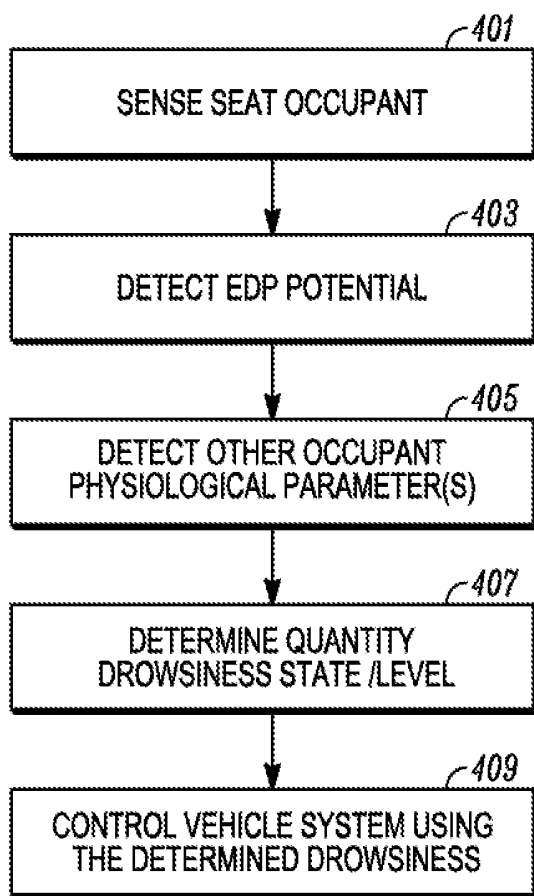 401
SENSE SEAT OCCUPANT
403
DETECT EDP POTENTIAL
405
DETECT OTHER OCCUPANT
PHYSIOLOGICAL PARAMETER(S)
407
DETERMINE QUANTITY
DROWSINESS STATE /LEVEL
409
CONTROL VEHICLE SYSTEM USING
THE DETERMINED DROWSINESS